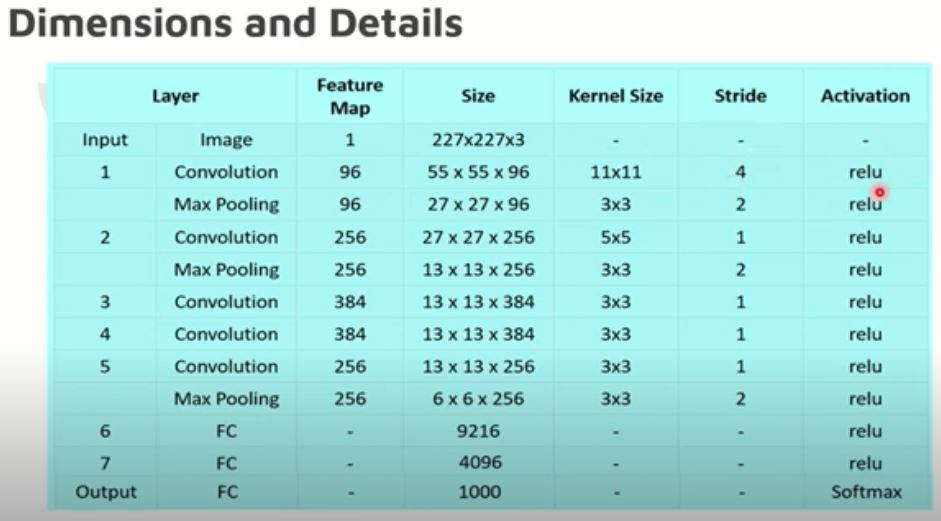 Dimensions and Details
Layer Feature Map Size Kernel Size Stride Activation
Input Image 1 227x227x3 - - -
1 Convolution 96 55 x 55 x 96 11x11 4 relu
Max Pooling 96 27 x 27 x 96 3x3 2 relu
2 Convolution 256 27 x 27 x 256 5x5 1 relu
Max Pooling 256 13 x 13 x 256 3x3 2 relu
3 Convolution 384 13 x 13 x 384 3x3 1 relu
4 Convolution 384 13 x 13 x 384 3x3 1 relu
5 Convolution 256 13 x 13 x 256 3x3 1 relu
Max Pooling 256 6 x 6 x 256 3x3 2 relu
6 FC - 9216 - - relu
7 FC - 4096 - - relu
Output FC - 1000 - - Softmax